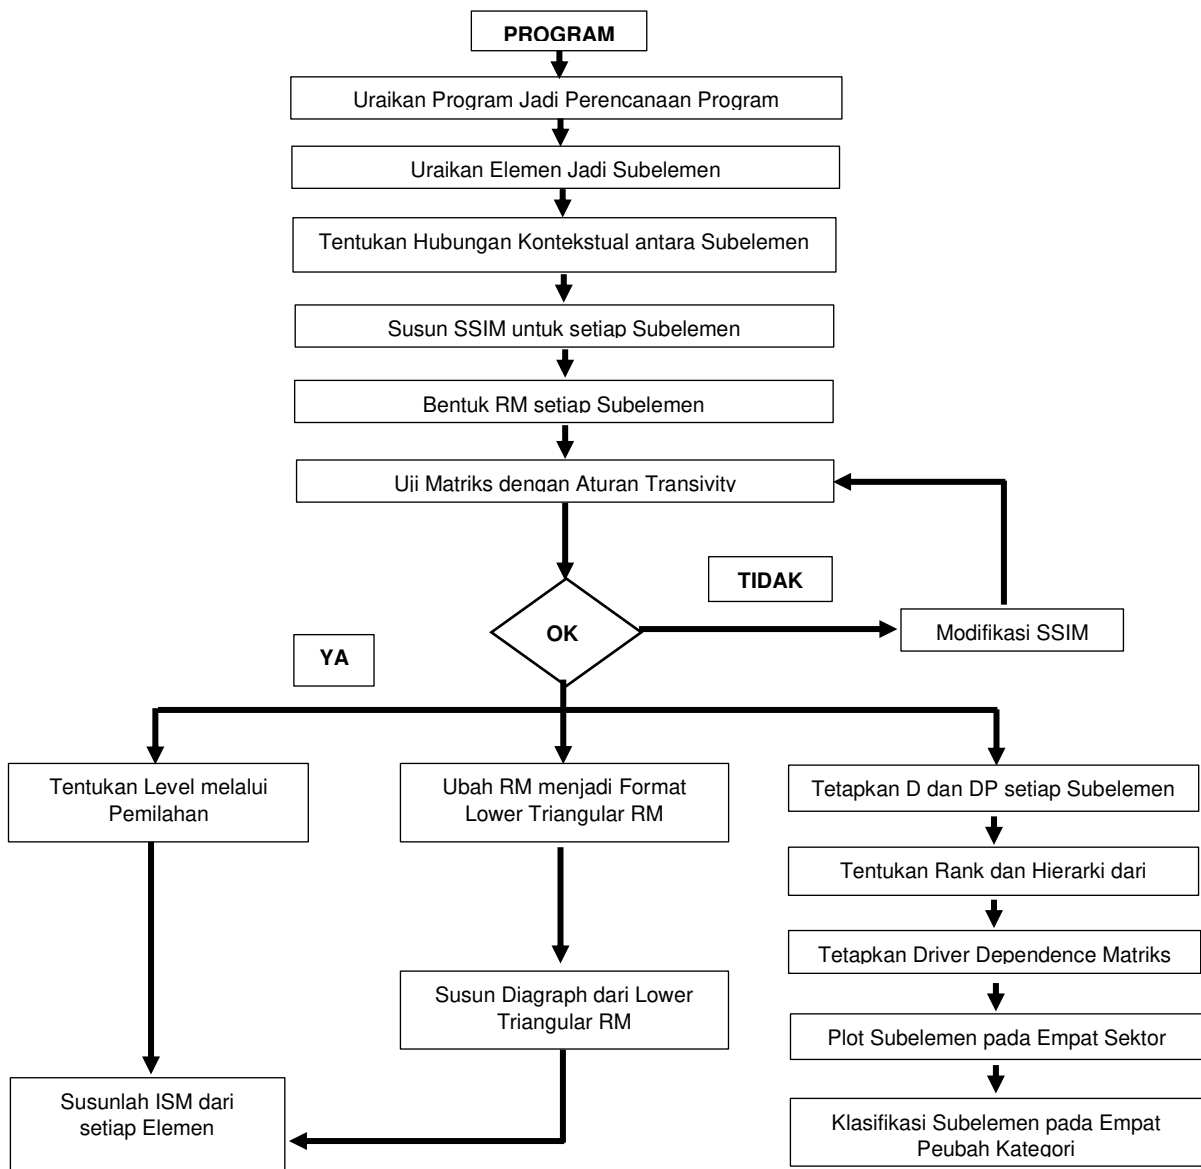 PROGRAM
Uraikan Program Jadi Perencanaan Program
Uraikan Elemen Jadi Subelemen
Tentukan Hubungan Kontekstual antara Subelemen
Susun SSIM untuk setiap Subelemen
Bentuk RM setiap Subelemen
Uji Matriks dengan Aturan Transivity
OK
TIDAK
Modifikasi SSIM
YA
Tentukan Level melalui
Pemilahan
Susunlah ISM dari
setiap Elemen
Ubah RM menjadi Format
Lower Triangular RM
Susun Diagraph dari Lower
Triangular RM
Tetapkan D dan DP setiap Subelemen
Tentukan Rank dan Hierarki dari
Tetapkan Driver Dependence Matriks
Plot Subelemen pada Empat Sektor
Klasifikasi Subelemen pada Empat
Peubah Kategori